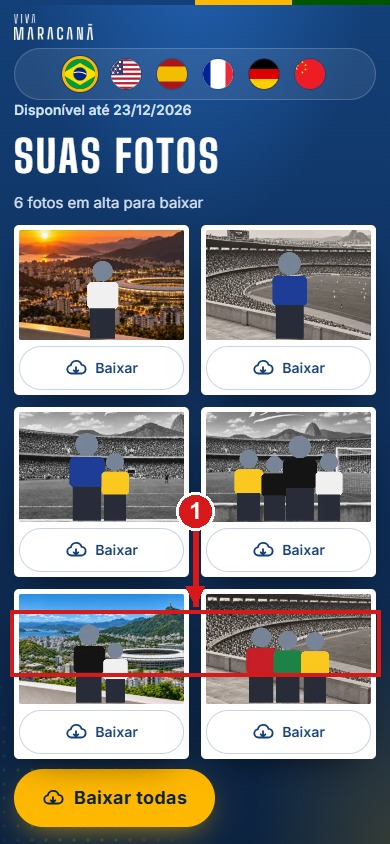 VIVA
MARACANÃ
Disponível até 23/12/2026
SUAS FOTOS
6 fotos em alta para baixar
Baixar
Baixar
Baixar
Baixar
1
Baixar
Baixar
Baixar todas